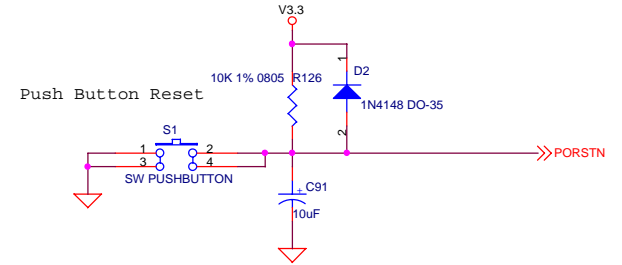 V3.3
10K 1% 0805 R126
1
D2
1N4148 DO-35
2
Push Button Reset
S1
1 2
3 4
SW PUSHBUTTON
PORSTN
+
C91
10uF